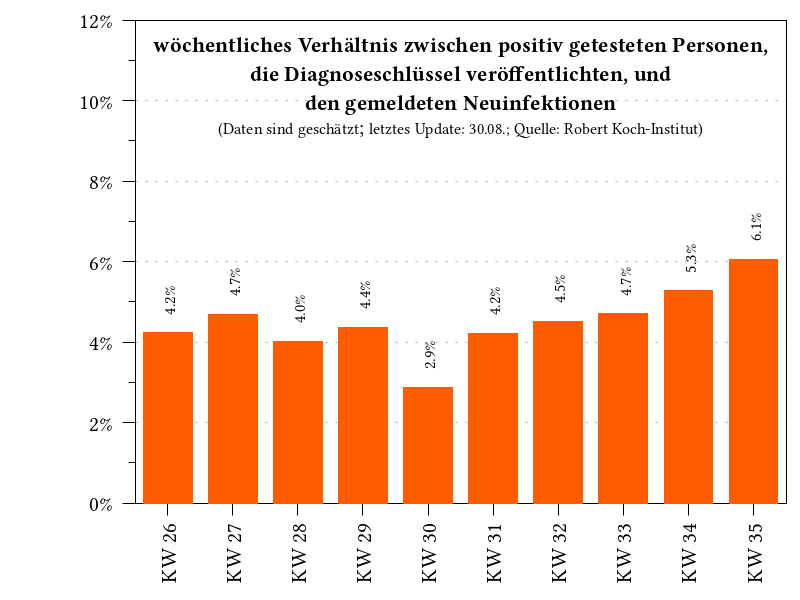 wöchentliches Verhältnis zwischen positiv getesteten Personen,
die Diagnoseschlüssel veröffentlichten, und
den gemeldeten Neuinfektionen
(Daten sind geschätzt; letztes Update: 30.08.; Quelle: Robert Koch-Institut)
12%
10%
8%
6%
4%
2%
0%
4.2%
4.7%
4.0%
4.4%
2.9%
4.2%
4.5%
4.7%
5.3%
6.1%
KW 26
KW 27
KW 28
KW 29
KW 30
KW 31
KW 32
KW 33
KW 34
KW 35